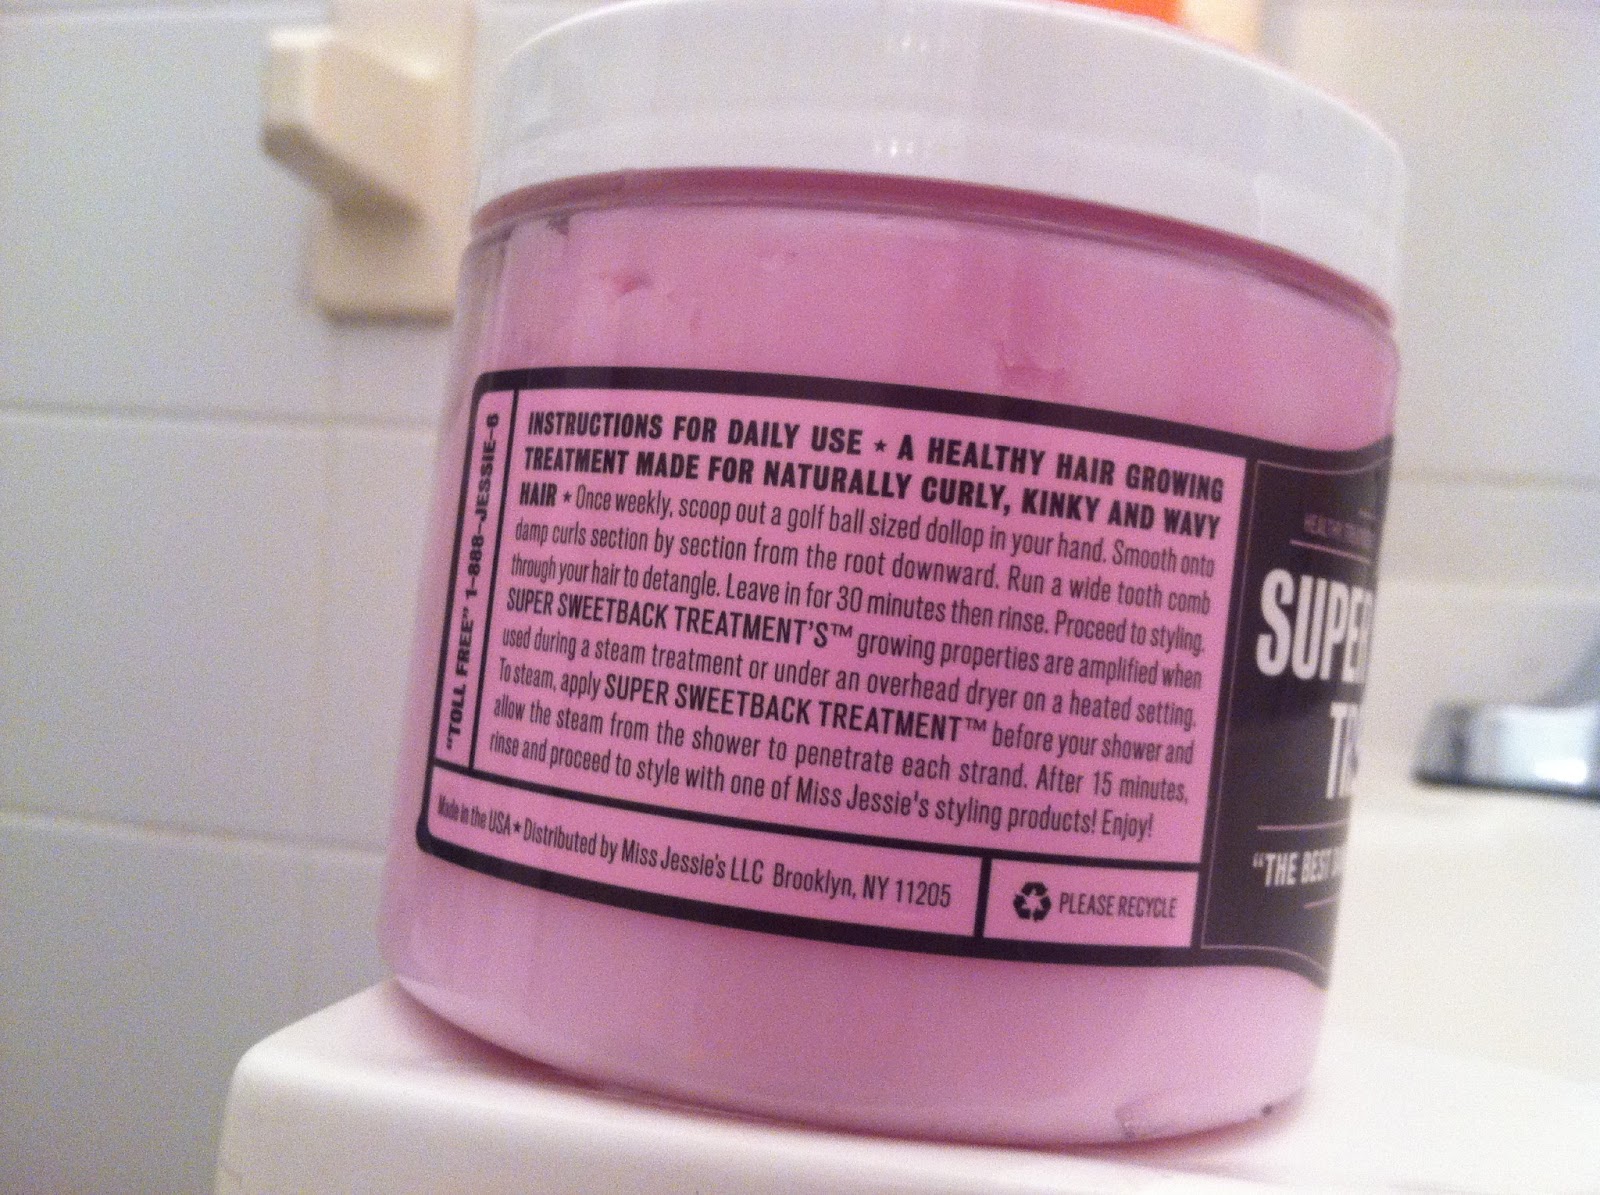 "TOLL FREE" 1-888-JESSIE-6
INSTRUCTIONS FOR DAILY USE ★ A HEALTHY HAIR GROWING
TREATMENT MADE FOR NATURALLY CURLY, KINKY AND WAVY
HAIR ★ Once weekly, scoop out a golf ball sized dollop in your hand. Smooth onto
damp curls section by section from the root downward. Run a wide tooth comb
through your hair to detangle. Leave in for 30 minutes then rinse. Proceed to styling.
SUPER SWEETBACK TREATMENT'S™ growing properties are amplified when
used during a steam treatment or under an overhead dryer on a heated setting.
To steam, apply SUPER SWEETBACK TREATMENT™ before your shower and
allow the steam from the shower to penetrate each strand. After 15 minutes,
rinse and proceed to style with one of Miss Jessie's styling products! Enjoy!
Made in the USA ★ Distributed by Miss Jessie's LLC Brooklyn, NY 11205
PLEASE RECYCLE
SUPER
"THE BEST